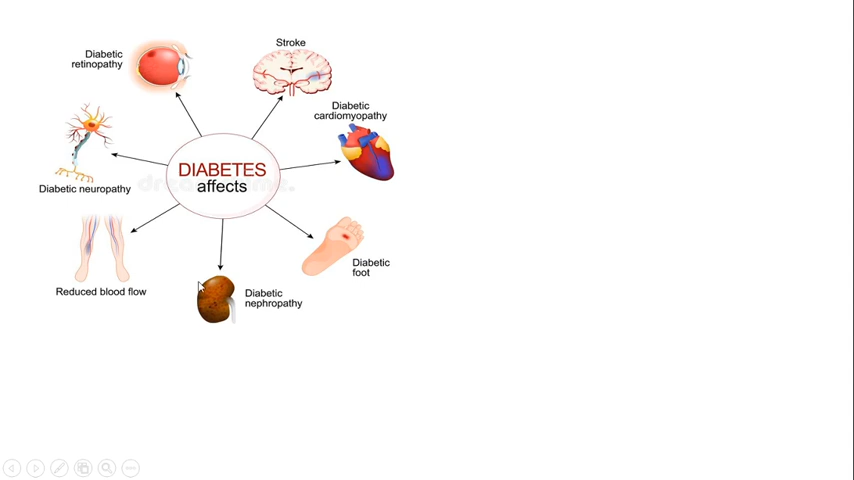 Stroke
Diabetic
retinopathy
Diabetic
cardiomyopathy
DIABETES
affects
Diabetic neuropathy
Diabetic
foot
Reduced blood flow
Diabetic
nephropathy